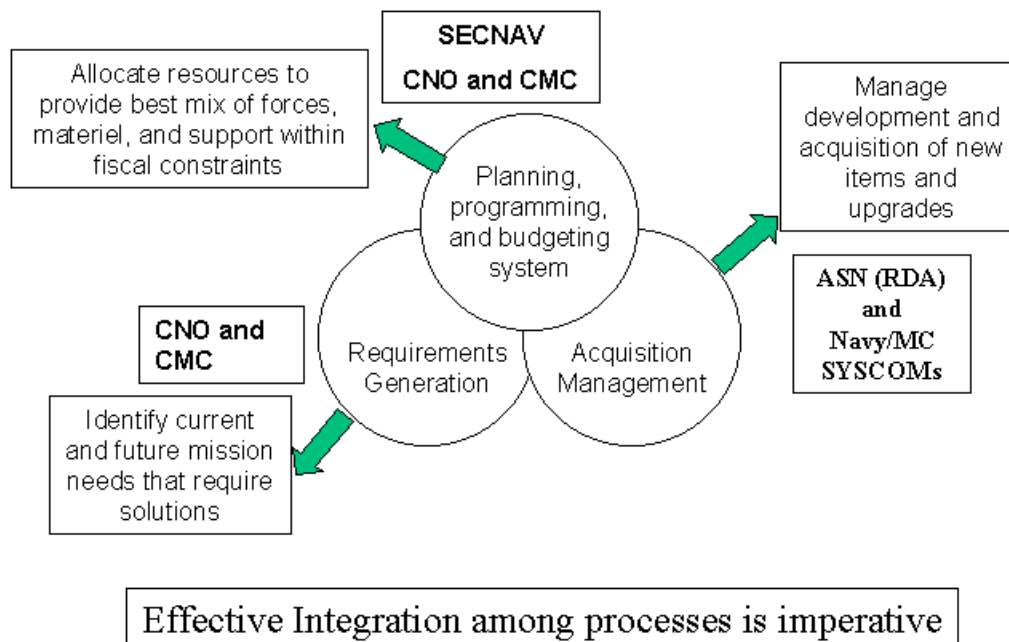 SECNAV
CNO and CMC
Allocate resources to
provide best mix of forces,
materiel, and support within
fiscal constraints
Manage
development and
acquisition of new
items and
upgrades
Planning,
programming,
and budgeting
system
ASN (RDA)
and
Navy/MC
SYSCOMs
CNO and
CMC
Requirements
Generation
Acquisition
Management
Identify current
and future mission
needs that require
solutions
Effective Integration among processes is imperative